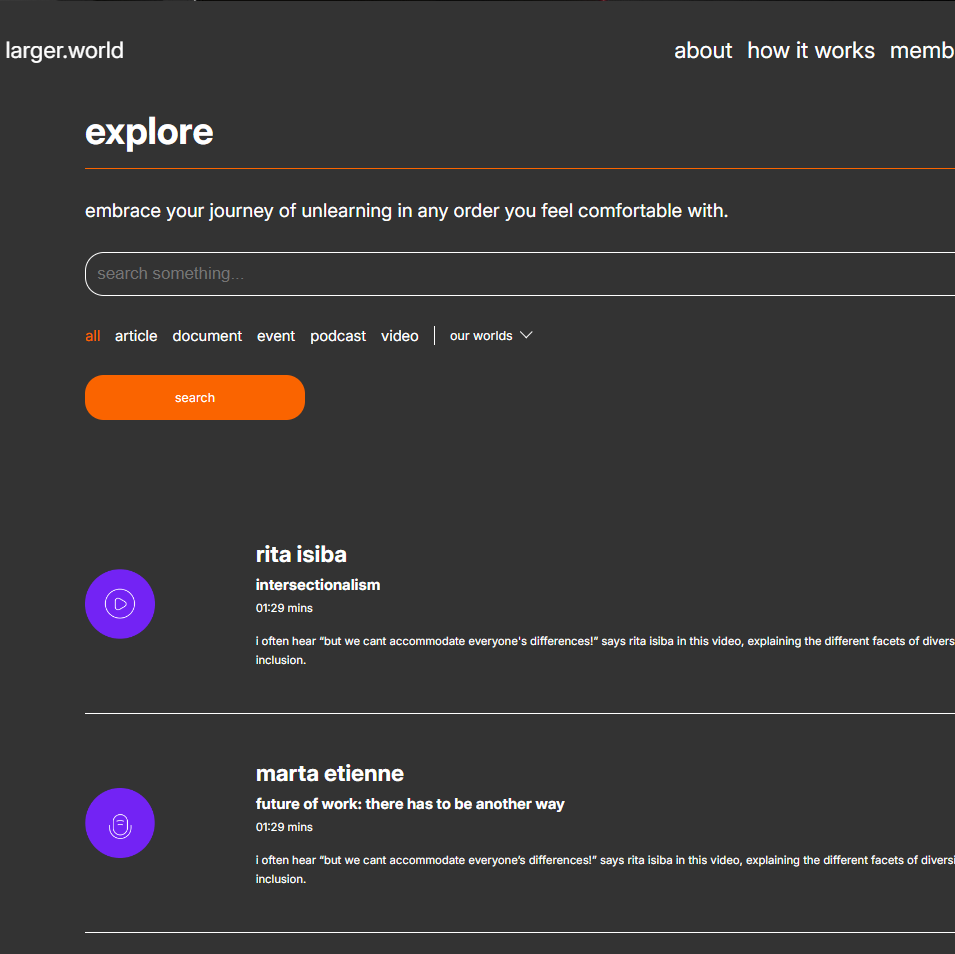 larger.world
about how it works memb
explore
embrace your journey of unlearning in any order you feel comfortable with.
search something...
all article document event podcast video our worlds
search
rita isiba
intersectionalism
01:29 mins
i often hear “but we cant accommodate everyone's differences!” says rita isiba in this video, explaining the different facets of divers
inclusion.
marta etienne
future of work: there has to be another way
01:29 mins
i often hear “but we cant accommodate everyone’s differences!” says rita isiba in this video, explaining the different facets of diversi
inclusion.